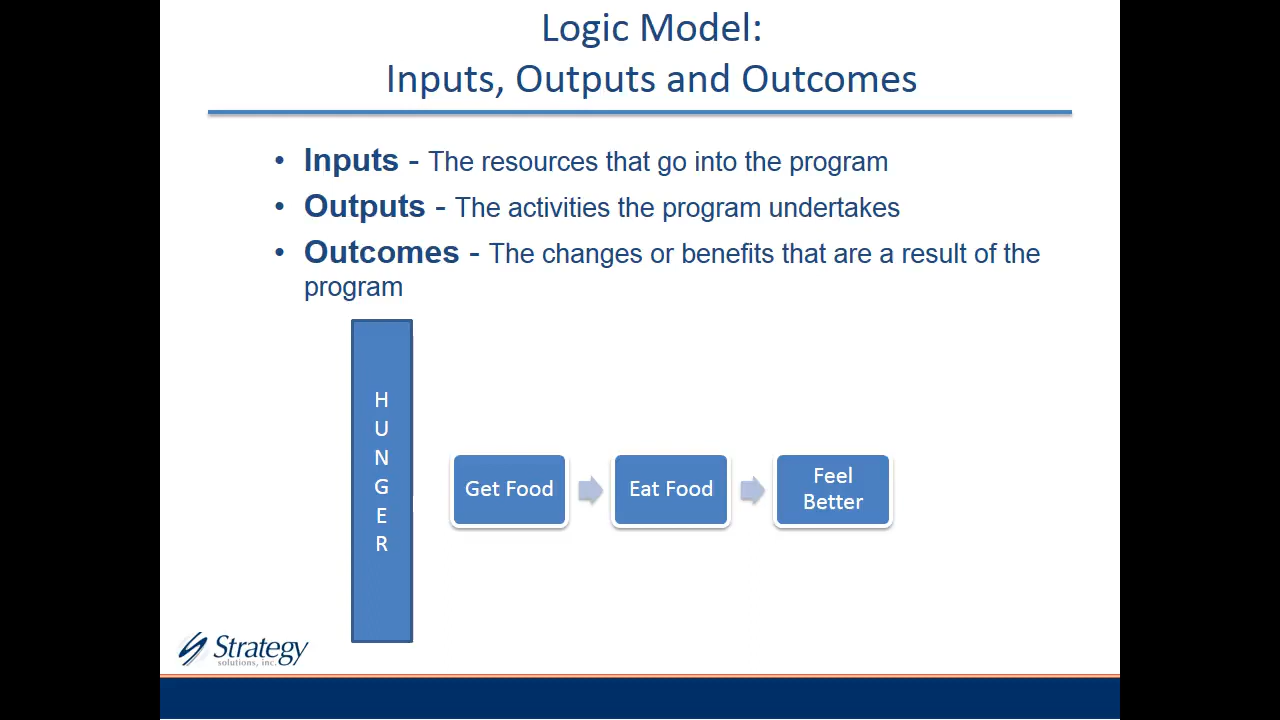 Logic Model:
Inputs, Outputs and Outcomes
• Inputs - The resources that go into the program
• Outputs - The activities the program undertakes
• Outcomes - The changes or benefits that are a result of the
program
H
U
N
G
E
R
Get Food
Eat Food
Feel
Better
Strategy
solutions, inc.